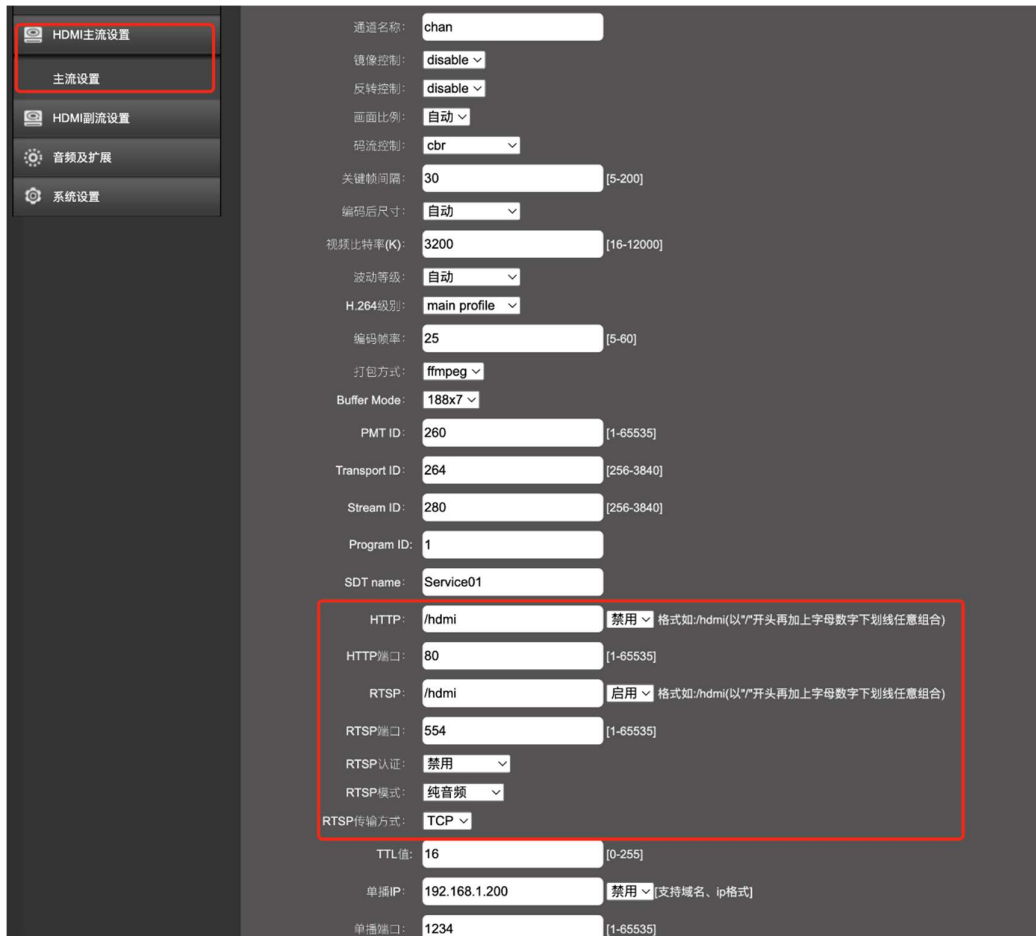 HDMI主流设置
主流设置
HDMI副流设置
音频及扩展
系统设置
通道名称: chan
镜像控制: disable
反转控制: disable
画面比例: 自动
码流控制: cbr
关键帧间隔: 30 [5-200]
编码后尺寸: 自动
视频比特率(K): 3200 [16-12000]
波动等级: 自动
H.264级别: main profile
编码帧率: 25 [5-60]
打包方式: ffmpeg
Buffer Mode: 188x7
PMT ID: 260 [1-65535]
Transport ID: 264 [256-3840]
Stream ID: 280 [256-3840]
Program ID: 1
SDT name: Service01
HTTP: /hdmi 禁用 格式如:/hdmi(以"/"开头再加上字母数字下划线任意组合)
HTTP端口: 80 [1-65535]
RTSP: /hdmi 启用 格式如:/hdmi(以"/"开头再加上字母数字下划线任意组合)
RTSP端口: 554 [1-65535]
RTSP认证: 禁用
RTSP模式: 纯音频
RTSP传输方式: TCP
TTL值: 16 [0-255]
单播IP: 192.168.1.200 禁用 [支持域名、ip格式]
单播端口: 1234 [1-65535]